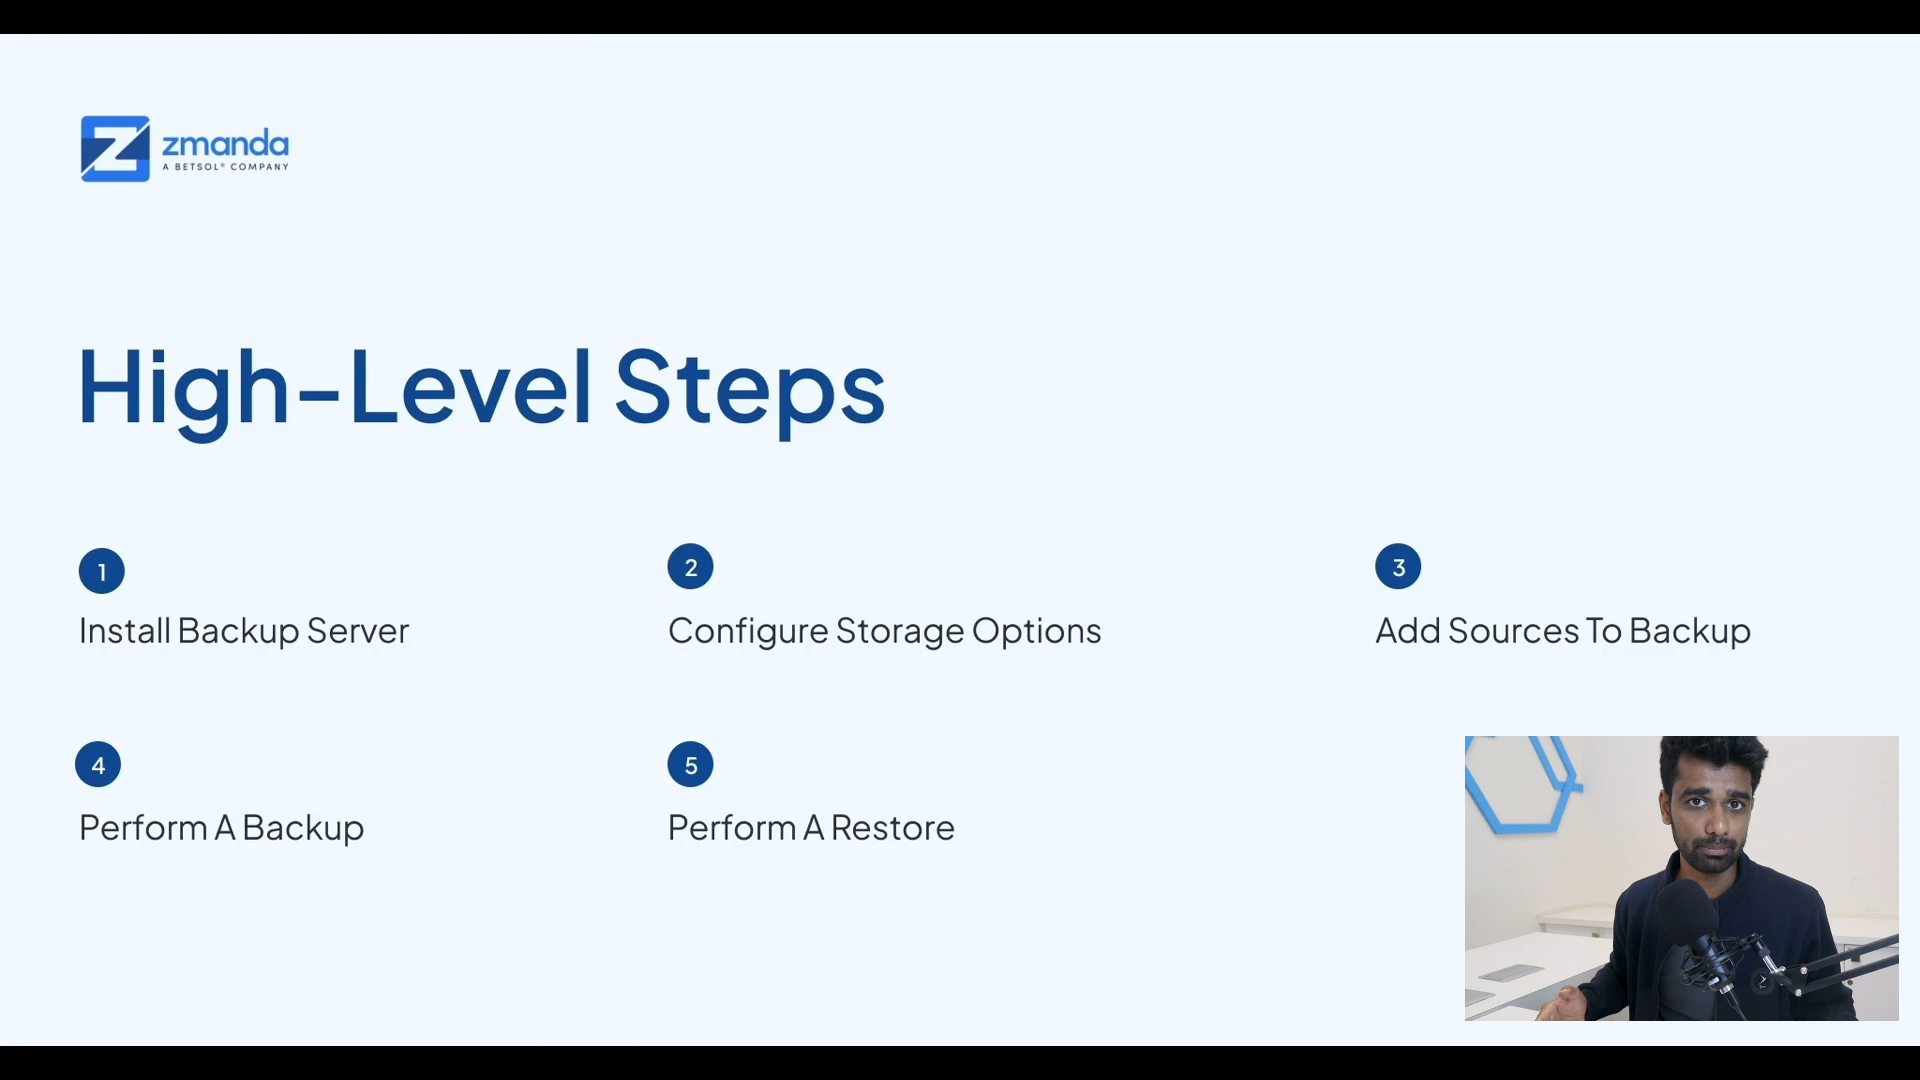 zmanda
A BETSOL® COMPANY
High-Level Steps
1
Install Backup Server
2
Configure Storage Options
3
Add Sources To Backup
4
Perform A Backup
5
Perform A Restore